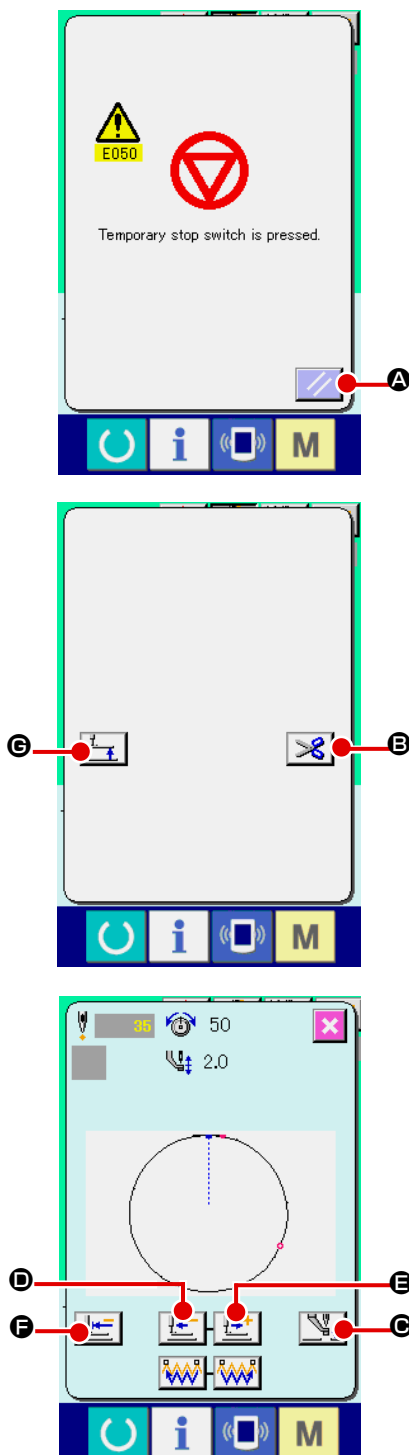 E050
Temporary stop switch is pressed.
A
i M
G
B
i M
35 50
2.0
D
E
F
C
i M